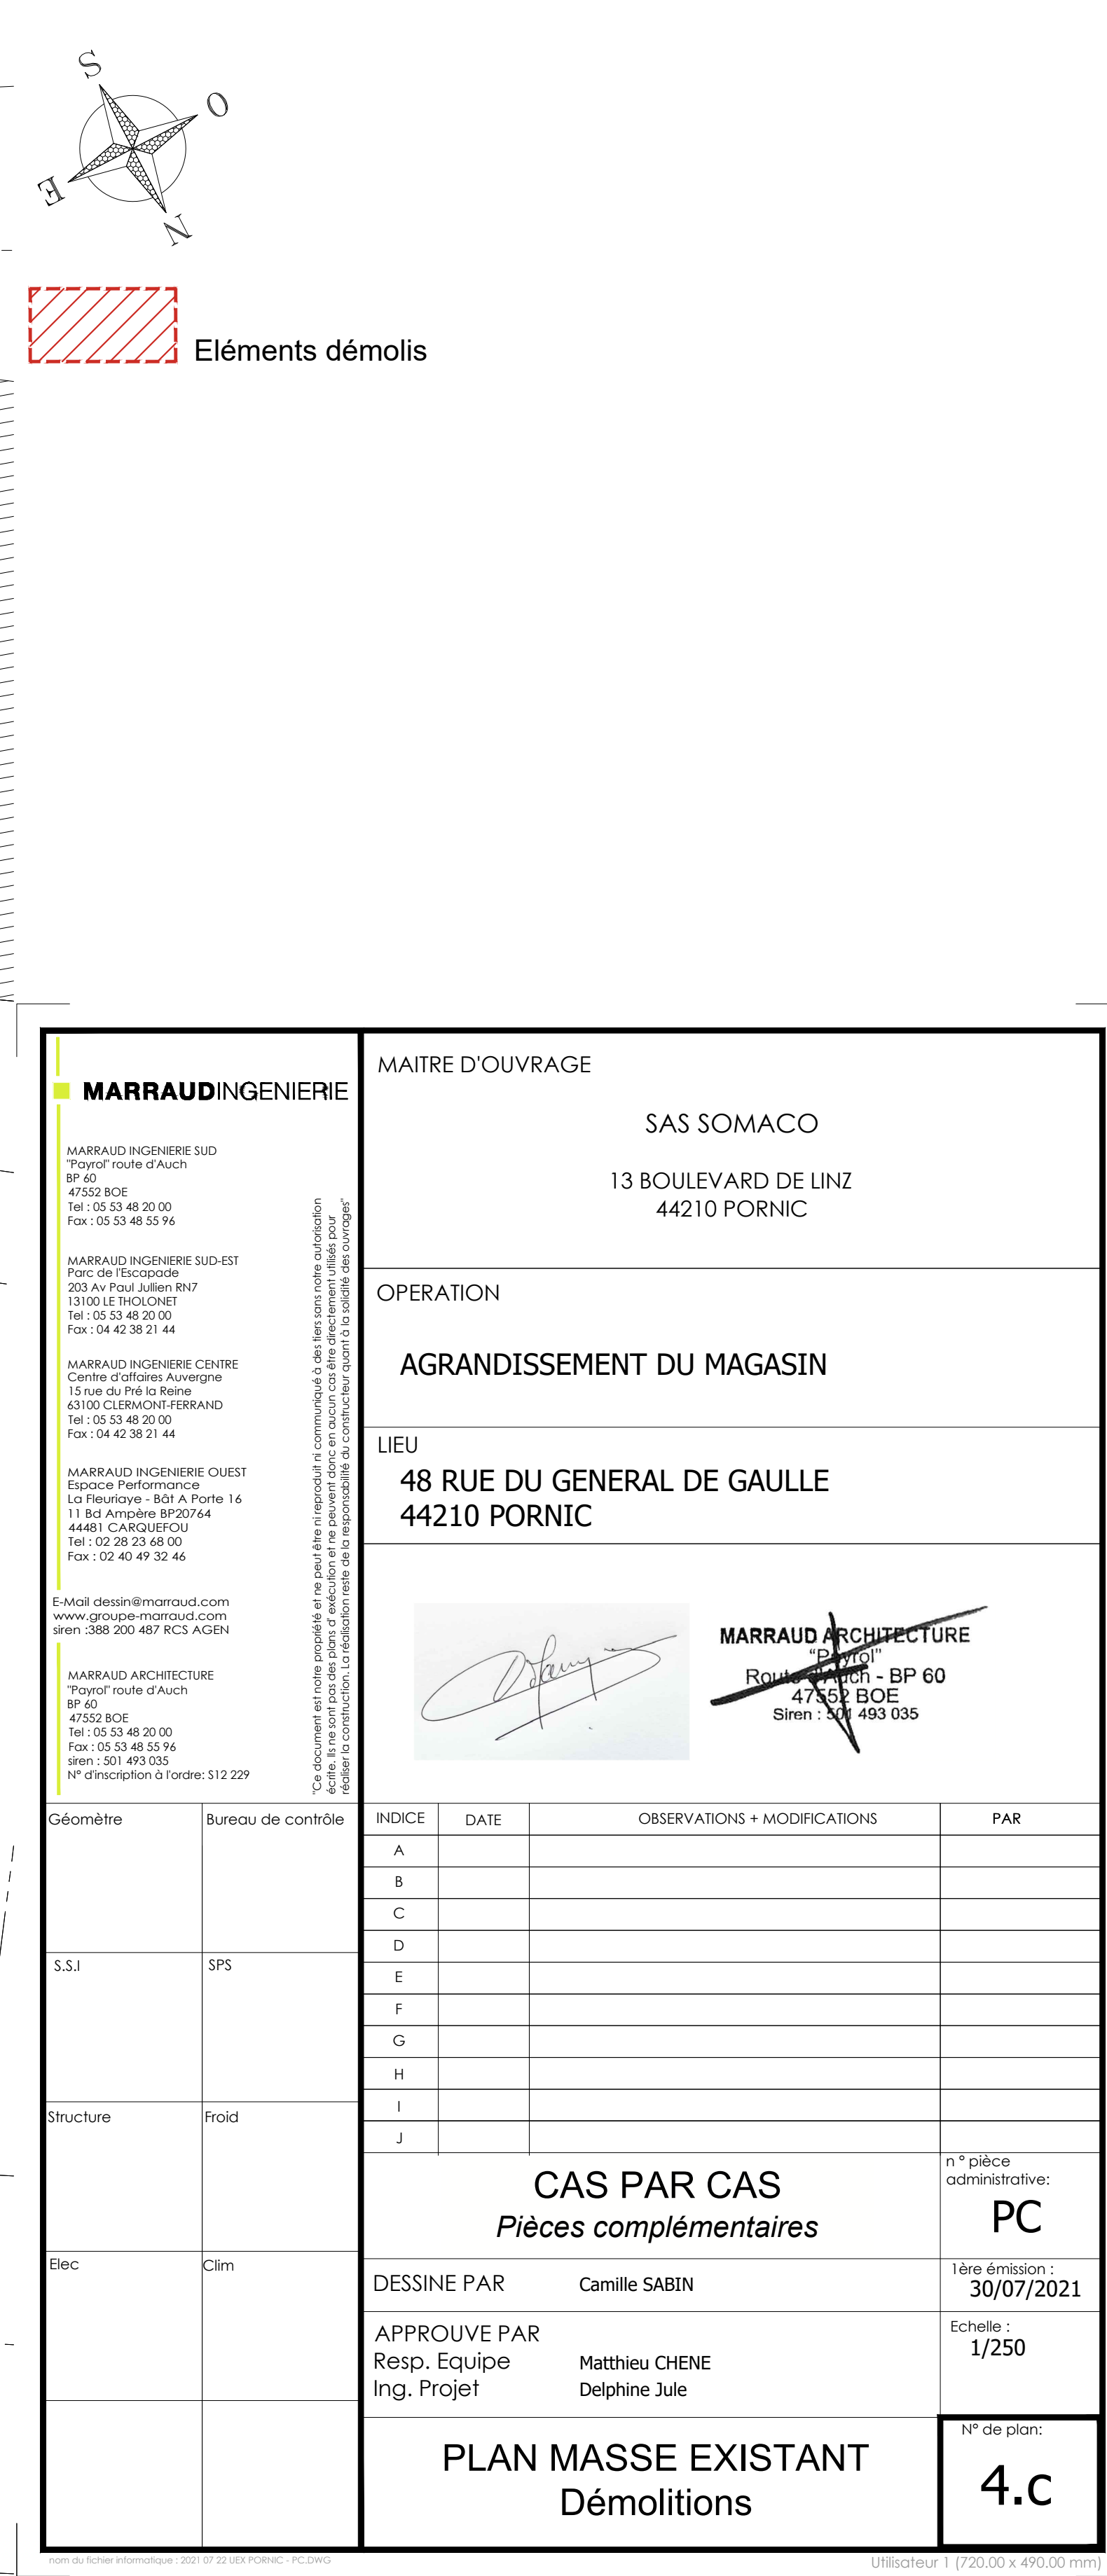 S
O
E
N
Eléments démolis
MARRAUDINGENIERIE
MARRAUD INGENIERIE SUD
"Payrol" route d'Auch
BP 60
47552 BOE
Tel : 05 53 48 20 00
Fax : 05 53 48 55 96
MARRAUD INGENIERIE SUD-EST
Parc de l'Escapade
203 Av Paul Jullien RN7
13100 LE THOLONET
Tel : 05 53 48 20 00
Fax : 04 42 38 21 44
MARRAUD INGENIERIE CENTRE
Centre d'affaires Auvergne
15 rue du Pré la Reine
63100 CLERMONT-FERRAND
Tel : 05 53 48 20 00
Fax : 04 42 38 21 44
MARRAUD INGENIERIE OUEST
Espace Performance
La Fleuriaye - Bât A Porte 16
11 Bd Ampère BP20764
44481 CARQUEFOU
Tel : 02 28 23 68 00
Fax : 02 40 49 32 46
E-Mail dessin@marraud.com
www.groupe-marraud.com
siren :388 200 487 RCS AGEN
MARRAUD ARCHITECTURE
"Payrol" route d'Auch
BP 60
47552 BOE
Tel : 05 53 48 20 00
Fax : 05 53 48 55 96
siren : 501 493 035
N° d'inscription à l'ordre: S12 229
"Ce document est notre propriété et ne peut être ni reproduit ni communiqué à des tiers sans notre autorisation
écrite. Ils ne sont pas des plans d' exécution et ne peuvent donc en aucun cas être directement utilisés pour
réaliser la construction. La réalisation reste de la responsabilité du constructeur quant à la solidité des ouvrages"
MAITRE D'OUVRAGE
SAS SOMACO
13 BOULEVARD DE LINZ
44210 PORNIC
OPERATION
AGRANDISSEMENT DU MAGASIN
LIEU
48 RUE DU GENERAL DE GAULLE
44210 PORNIC
MARRAUD ARCHITECTURE
"Payrol"
Route d'Auch - BP 60
47552 BOE
Siren : 501 493 035
Géomètre
Bureau de contrôle
S.S.I
SPS
Structure
Froid
Elec
Clim
INDICE DATE OBSERVATIONS + MODIFICATIONS PAR
A
B
C
D
E
F
G
H
I
J
CAS PAR CAS
Pièces complémentaires
n ° pièce
administrative:
PC
DESSINE PAR Camille SABIN
1ère émission :
30/07/2021
APPROUVE PAR
Resp. Equipe Matthieu CHENE
Ing. Projet Delphine Jule
Echelle :
1/250
PLAN MASSE EXISTANT
Démolitions
N° de plan:
4.c
nom du fichier informatique : 2021 07 22 UEX PORNIC - PC.DWG
Utilisateur 1 (720.00 x 490.00 mm)